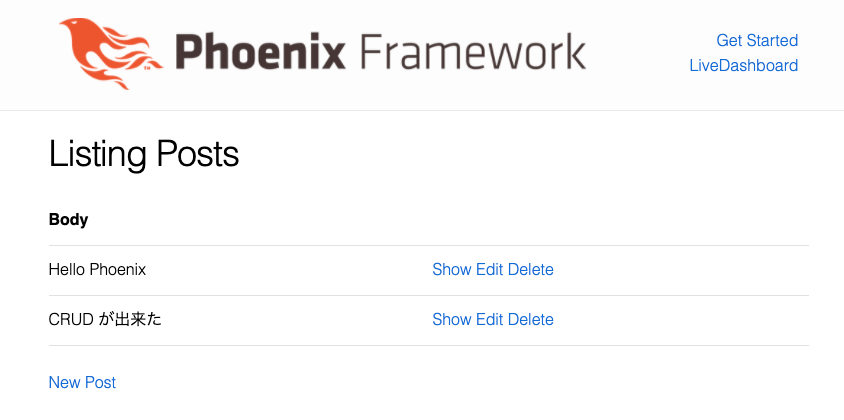 Phoenix Framework
Get Started
LiveDashboard
Listing Posts
Body
Hello Phoenix Show Edit Delete
CRUD が出来た Show Edit Delete
New Post